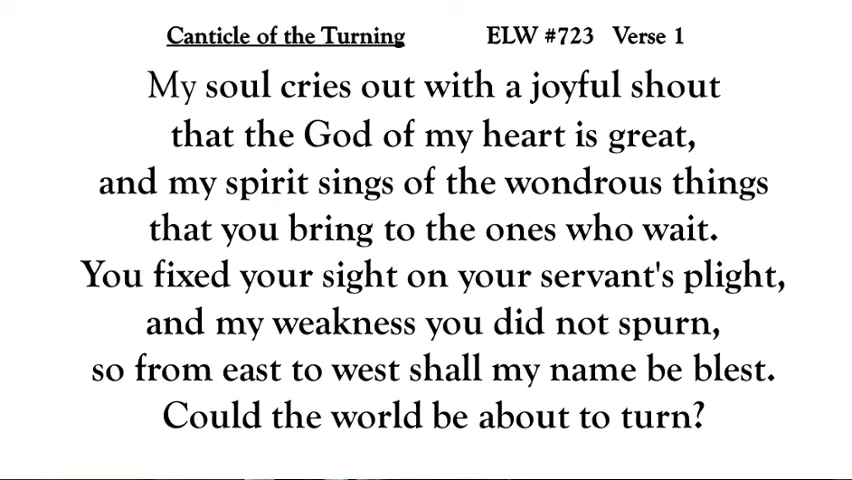 Canticle of the Turning ELW #723 Verse 1
My soul cries out with a joyful shout
that the God of my heart is great,
and my spirit sings of the wondrous things
that you bring to the ones who wait.
You fixed your sight on your servant's plight,
and my weakness you did not spurn,
so from east to west shall my name be blest.
Could the world be about to turn?